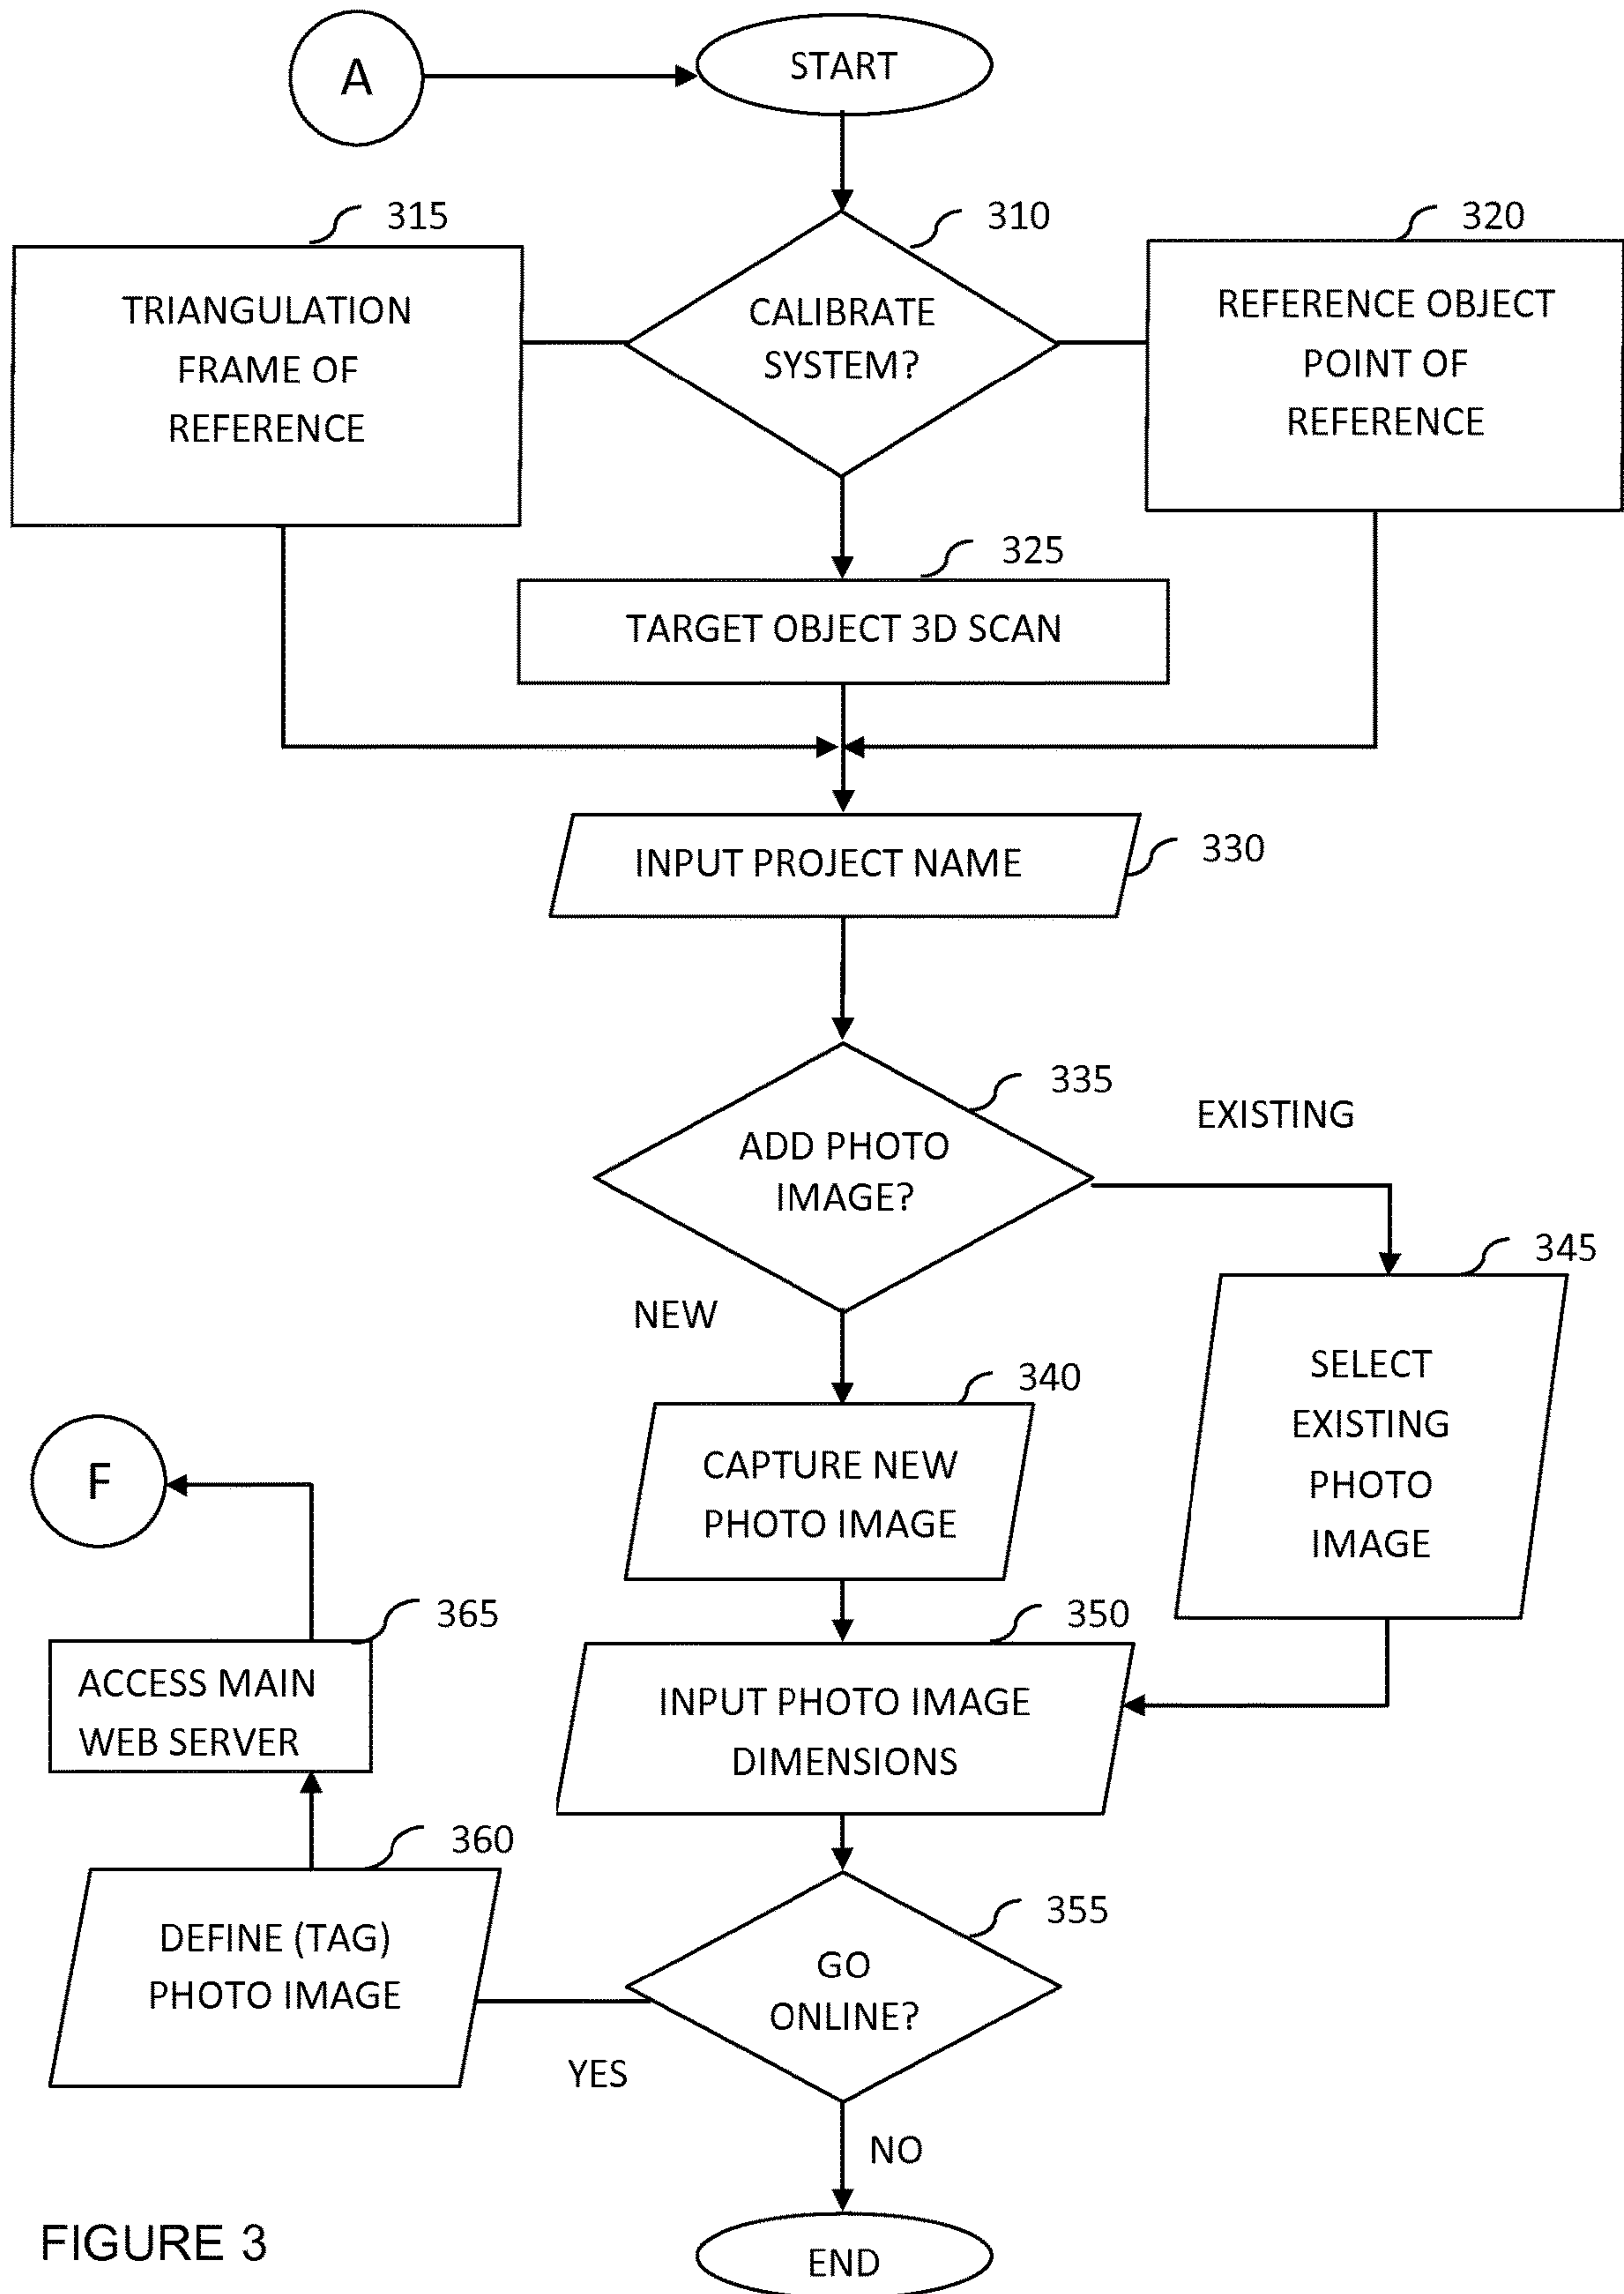 A
START
315
310
320
TRIANGULATION
FRAME OF
REFERENCE
CALIBRATE
SYSTEM?
REFERENCE OBJECT
POINT OF
REFERENCE
325
TARGET OBJECT 3D SCAN
INPUT PROJECT NAME
330
335
EXISTING
ADD PHOTO
IMAGE?
345
NEW
340
SELECT
EXISTING
PHOTO
IMAGE
CAPTURE NEW
PHOTO IMAGE
F
365
350
ACCESS MAIN
WEB SERVER
INPUT PHOTO IMAGE
DIMENSIONS
360
355
DEFINE (TAG)
PHOTO IMAGE
GO
ONLINE?
YES
NO
FIGURE 3
END